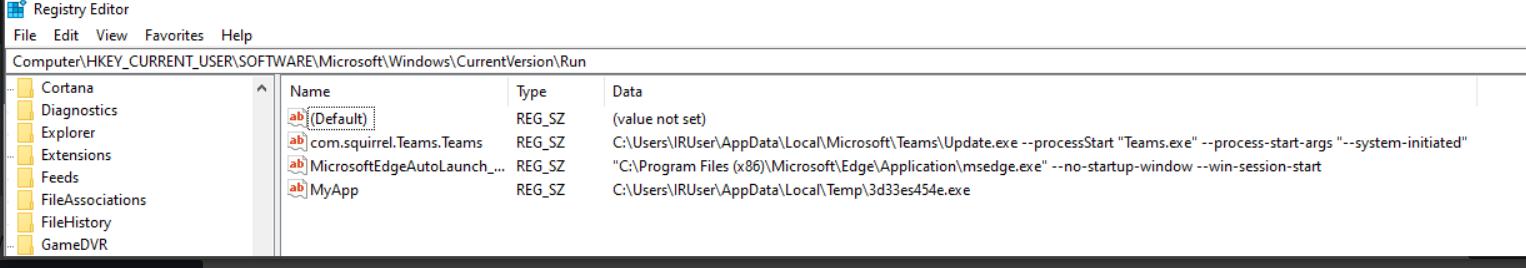 Registry Editor
File Edit View Favorites Help
Computer\HKEY_CURRENT_USER\SOFTWARE\Microsoft\Windows\CurrentVersion\Run
Cortana
Diagnostics
Explorer
Extensions
Feeds
FileAssociations
FileHistory
GameDVR
Name Type Data
ab (Default) REG_SZ (value not set)
ab com.squirrel.Teams.Teams REG_SZ C:\Users\IRUser\AppData\Local\Microsoft\Teams\Update.exe --processStart "Teams.exe" --process-start-args "--system-initiated"
ab MicrosoftEdgeAutoLaunch_... REG_SZ "C:\Program Files (x86)\Microsoft\Edge\Application\msedge.exe" --no-startup-window --win-session-start
ab MyApp REG_SZ C:\Users\IRUser\AppData\Local\Temp\3d33es454e.exe